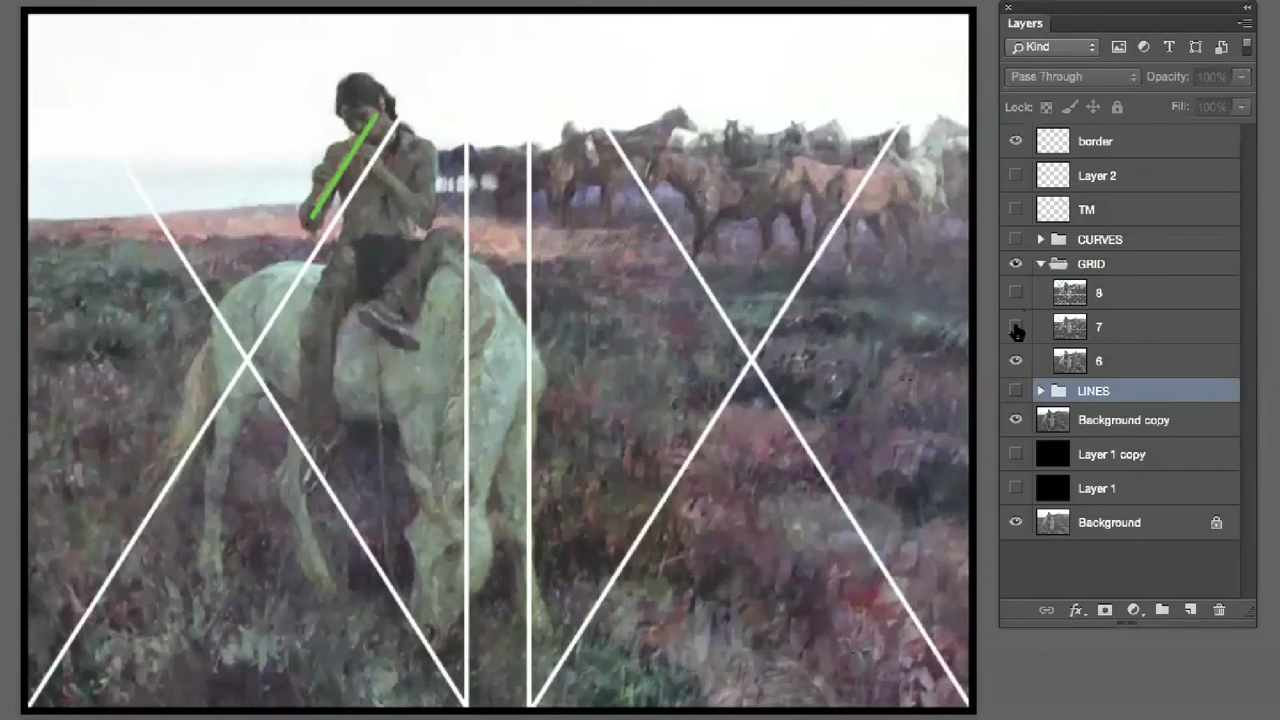 Layers
Kind
T
Pass Through Opacity: 100%
Lock: Fill: 100%
border
Layer 2
TM
CURVES
GRID
8
7
6
LINES
Background copy
Layer 1 copy
Layer 1
Background
fx